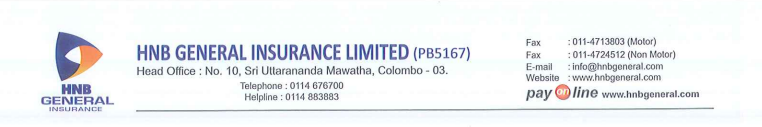 HNB
GENERAL
INSURANCE
HNB GENERAL INSURANCE LIMITED (PB5167)
Head Office : No. 10, Sri Uttarananda Mawatha, Colombo - 03.
Telephone : 0114 676700
Helpline : 0114 883883
Fax : 011-4713803 (Motor)
Fax : 011-4724512 (Non Motor)
E-mail : info@hnbgeneral.com
Website : www.hnbgeneral.com
pay on line www.hnbgeneral.com